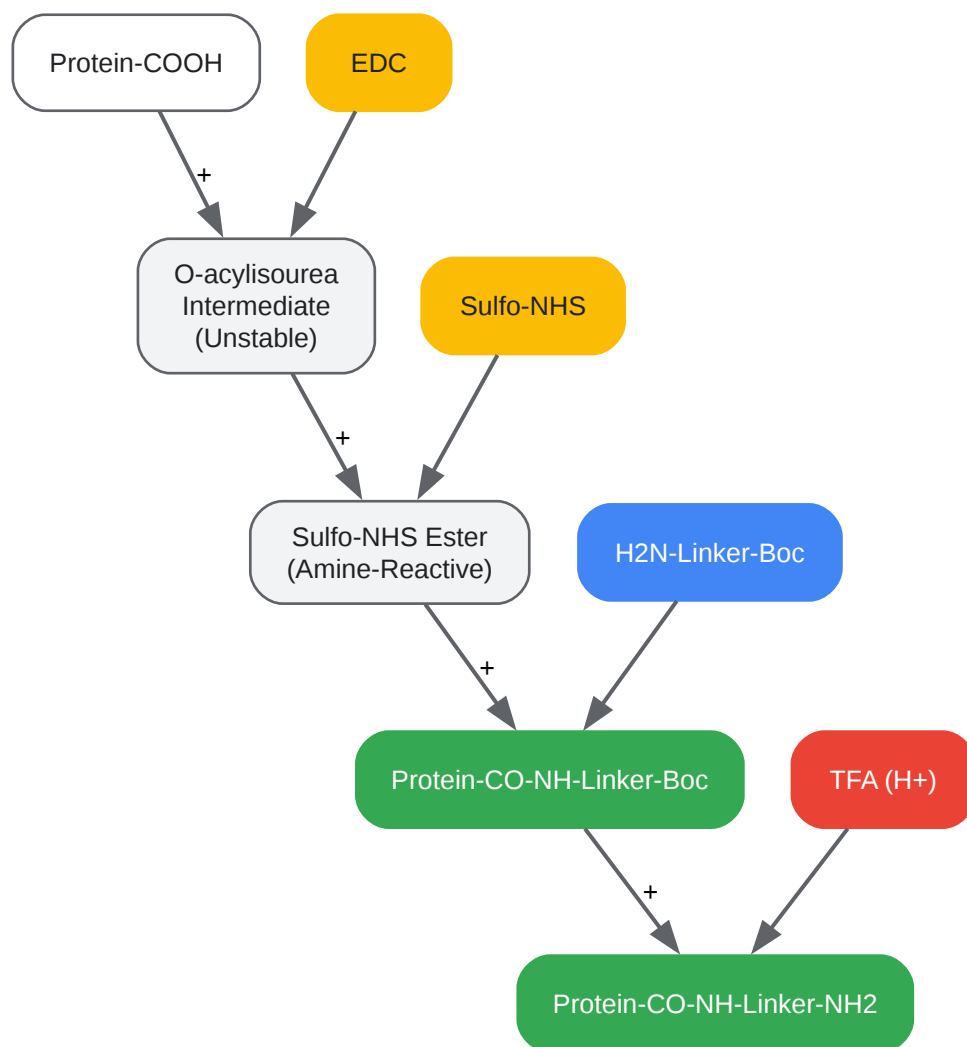 Protein-COOH
EDC
+
O-acylisourea
Intermediate
(Unstable)
Sulfo-NHS
+
Sulfo-NHS Ester
(Amine-Reactive)
H2N-Linker-Boc
+
Protein-CO-NH-Linker-Boc
TFA (H+)
+
Protein-CO-NH-Linker-NH2